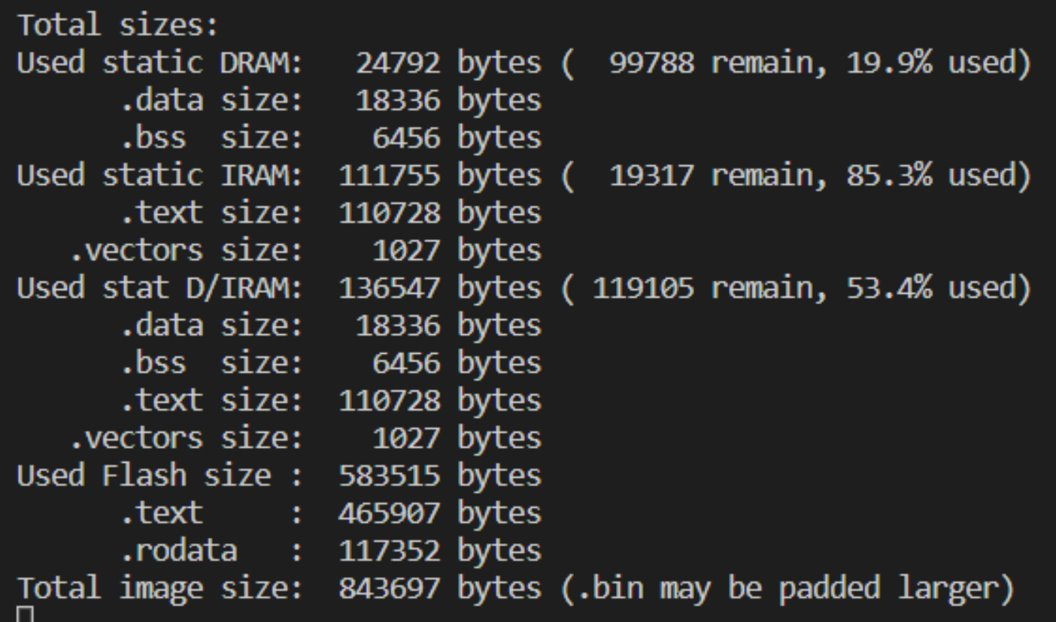 Total sizes:
Used static DRAM:   24792 bytes (  99788 remain, 19.9% used)
      .data size:   18336 bytes
      .bss  size:    6456 bytes
Used static IRAM:  111755 bytes (  19317 remain, 85.3% used)
      .text size:  110728 bytes
   .vectors size:    1027 bytes
Used stat D/IRAM:  136547 bytes ( 119105 remain, 53.4% used)
      .data size:   18336 bytes
      .bss  size:    6456 bytes
      .text size:  110728 bytes
   .vectors size:    1027 bytes
Used Flash size :  583515 bytes
      .text     :  465907 bytes
      .rodata   :  117352 bytes
Total image size:  843697 bytes (.bin may be padded larger)